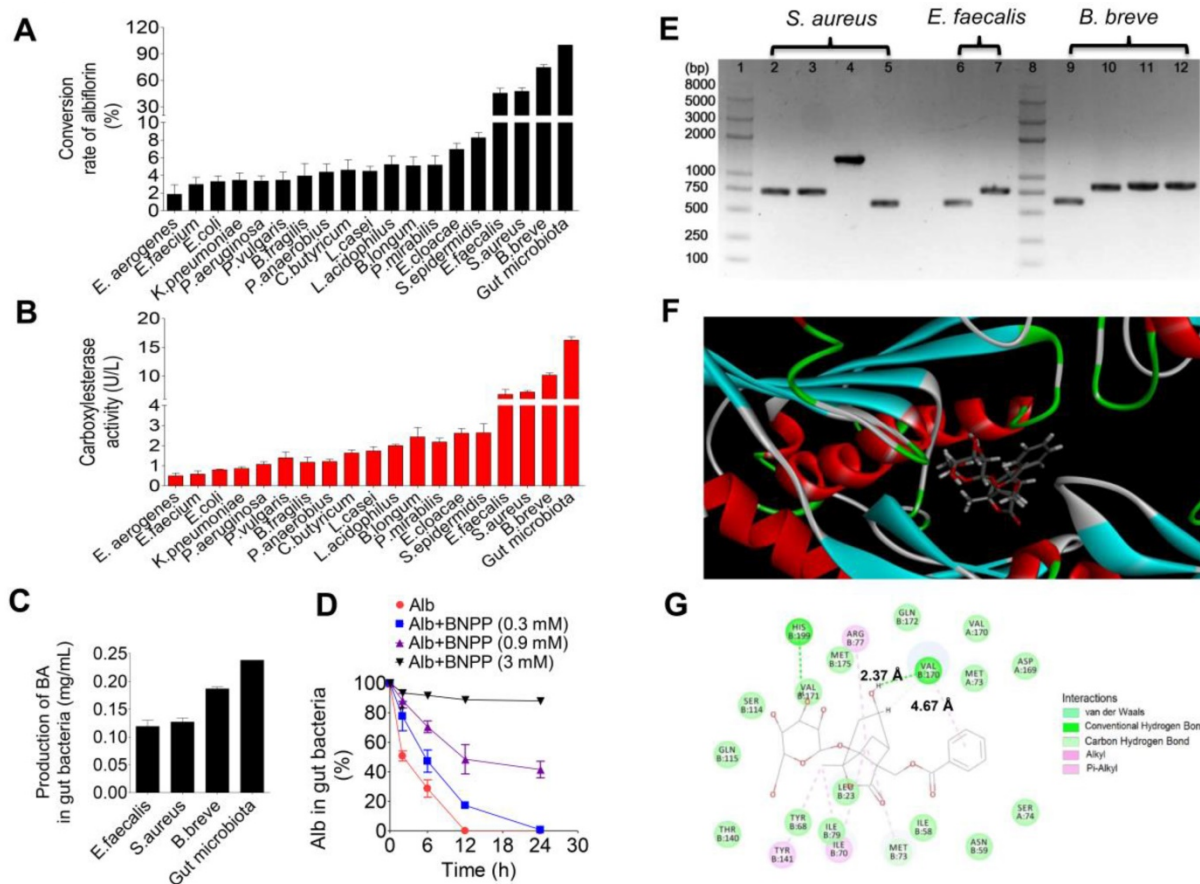 A
Conversion
rate of albiflorin
(%)
120
90
60
30
10
8
6
4
2
0
E. aerogenes
E.faecium
E.coli
K.pneumoniae
P.aeruginosa
P.vulgaris
B.fragilis
P.anaerobius
C.butyricum
L.casei
L.acidophilus
B.longum
P.mirabilis
E.cloacae
S.epidermidis
E.faecalis
S.aureus
B.breve
Gut microbiota
B
Carboxylesterase
activity (U/L)
20
15
10
4
3
2
1
0
E. aerogenes
E.faecium
E.coli
K.pneumoniae
P.aeruginosa
P.vulgaris
B.fragilis
P.anaerobius
C.butyricum
L.casei
L.acidophilus
B.longum
P.mirabilis
E.cloacae
S.epidermidis
E.faecalis
S.aureus
B.breve
Gut microbiota
C
Production of BA
in gut bacteria (mg/mL)
0.25
0.20
0.15
0.10
0.05
0.00
E.faecalis
S.aureus
B.breve
Gut microbiota
D
Alb
Alb+BNPP (0.3 mM)
Alb+BNPP (0.9 mM)
Alb+BNPP (3 mM)
Alb in gut bacteria
(%)
100
80
60
40
20
0
0 6 12 18 24 30
Time (h)
E
S. aureus E. faecalis B. breve
(bp) 1 2 3 4 5 6 7 8 9 10 11 12
8000
5000
3000
2000
1000
750
500
250
100
F
G
HIS
B:199
ARG
B:77
GLN
B:172
VAL
A:170
MET
B:175
VAL
B:170
MET
A:73
ASP
B:169
2.37 Å
4.67 Å
H
H
SER
B:114
VAL
B:171
GLN
B:115
LEU
B:23
THR
B:140
TYR
B:68
ILE
B:79
ILE
B:58
SER
A:74
TYR
B:141
ILE
B:70
MET
B:73
ASN
B:59
Interactions
van der Waals
Conventional Hydrogen Bon
Carbon Hydrogen Bond
Alkyl
Pi-Alkyl